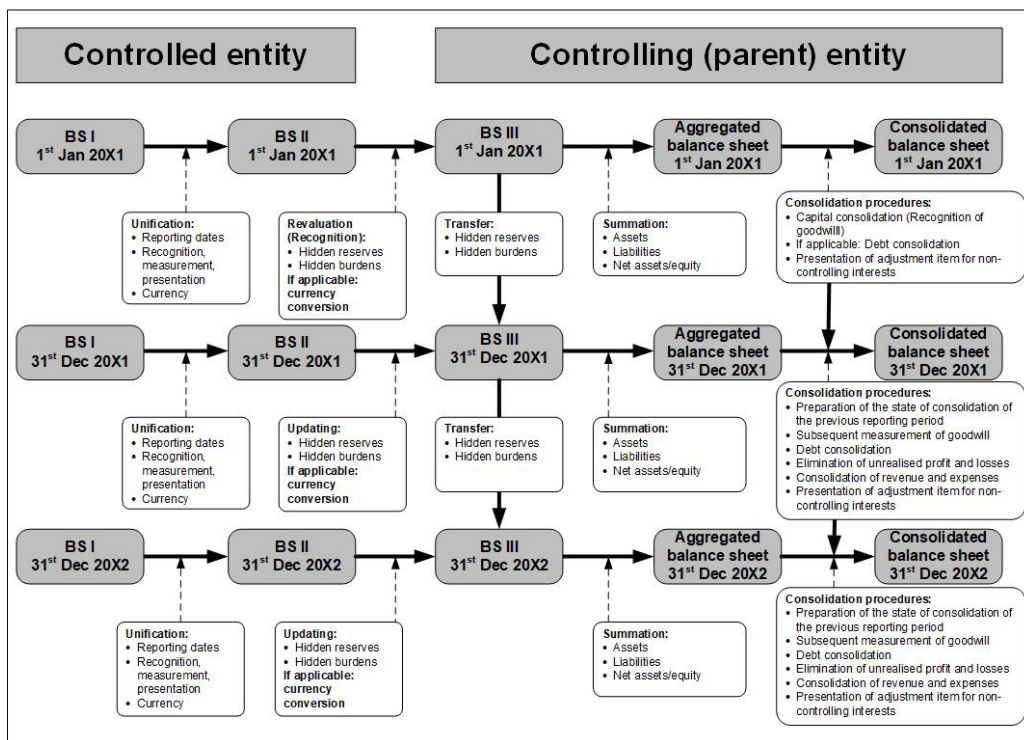 Controlled entity
Controlling (parent) entity
BS I
1st Jan 20X1
BS II
1st Jan 20X1
BS III
1st Jan 20X1
Aggregated
balance sheet
1st Jan 20X1
Consolidated
balance sheet
1st Jan 20X1
Unification:
• Reporting dates
• Recognition,
measurement,
presentation
• Currency
Revaluation
(Recognition):
• Hidden reserves
• Hidden burdens
If applicable:
currency
conversion
Transfer:
• Hidden reserves
• Hidden burdens
Summation:
• Assets
• Liabilities
• Net assets/equity
Consolidation procedures:
• Capital consolidation (Recognition of
goodwilll)
• If applicable: Debt consolidation
• Presentation of adjustment item for non-
controlling interests
BS I
31st Dec 20X1
BS II
31st Dec 20X1
BS III
31st Dec 20X1
Aggregated
balance sheet
31st Dec 20X1
Consolidated
balance sheet
31st Dec 20X1
Unification:
• Reporting dates
• Recognition,
measurement,
presentation
• Currency
Updating:
• Hidden reserves
• Hidden burdens
If applicable:
currency
conversion
Transfer:
• Hidden reserves
• Hidden burdens
Summation:
• Assets
• Liabilities
• Net assets/equity
Consolidation procedures:
• Preparation of the state of consolidation of
the previous reporting period
• Subsequent measurement of goodwill
• Debt consolidation
• Elimination of unrealised profit and losses
• Consolidation of revenue and expenses
• Presentation of adjustment item for non-
controlling interests
BS I
31st Dec 20X2
BS II
31st Dec 20X2
BS III
31st Dec 20X2
Aggregated
balance sheet
31st Dec 20X2
Consolidated
balance sheet
31st Dec 20X2
Unification:
• Reporting dates
• Recognition,
measurement,
presentation
• Currency
Updating:
• Hidden reserves
• Hidden burdens
If applicable:
currency
conversion
Summation:
• Assets
• Liabilities
• Net assets/equity
Consolidation procedures:
• Preparation of the state of consolidation of
the previous reporting period
• Subsequent measurement of goodwill
• Debt consolidation
• Elimination of unrealised profit and losses
• Consolidation of revenue and expenses
• Presentation of adjustment item for non-
controlling interests